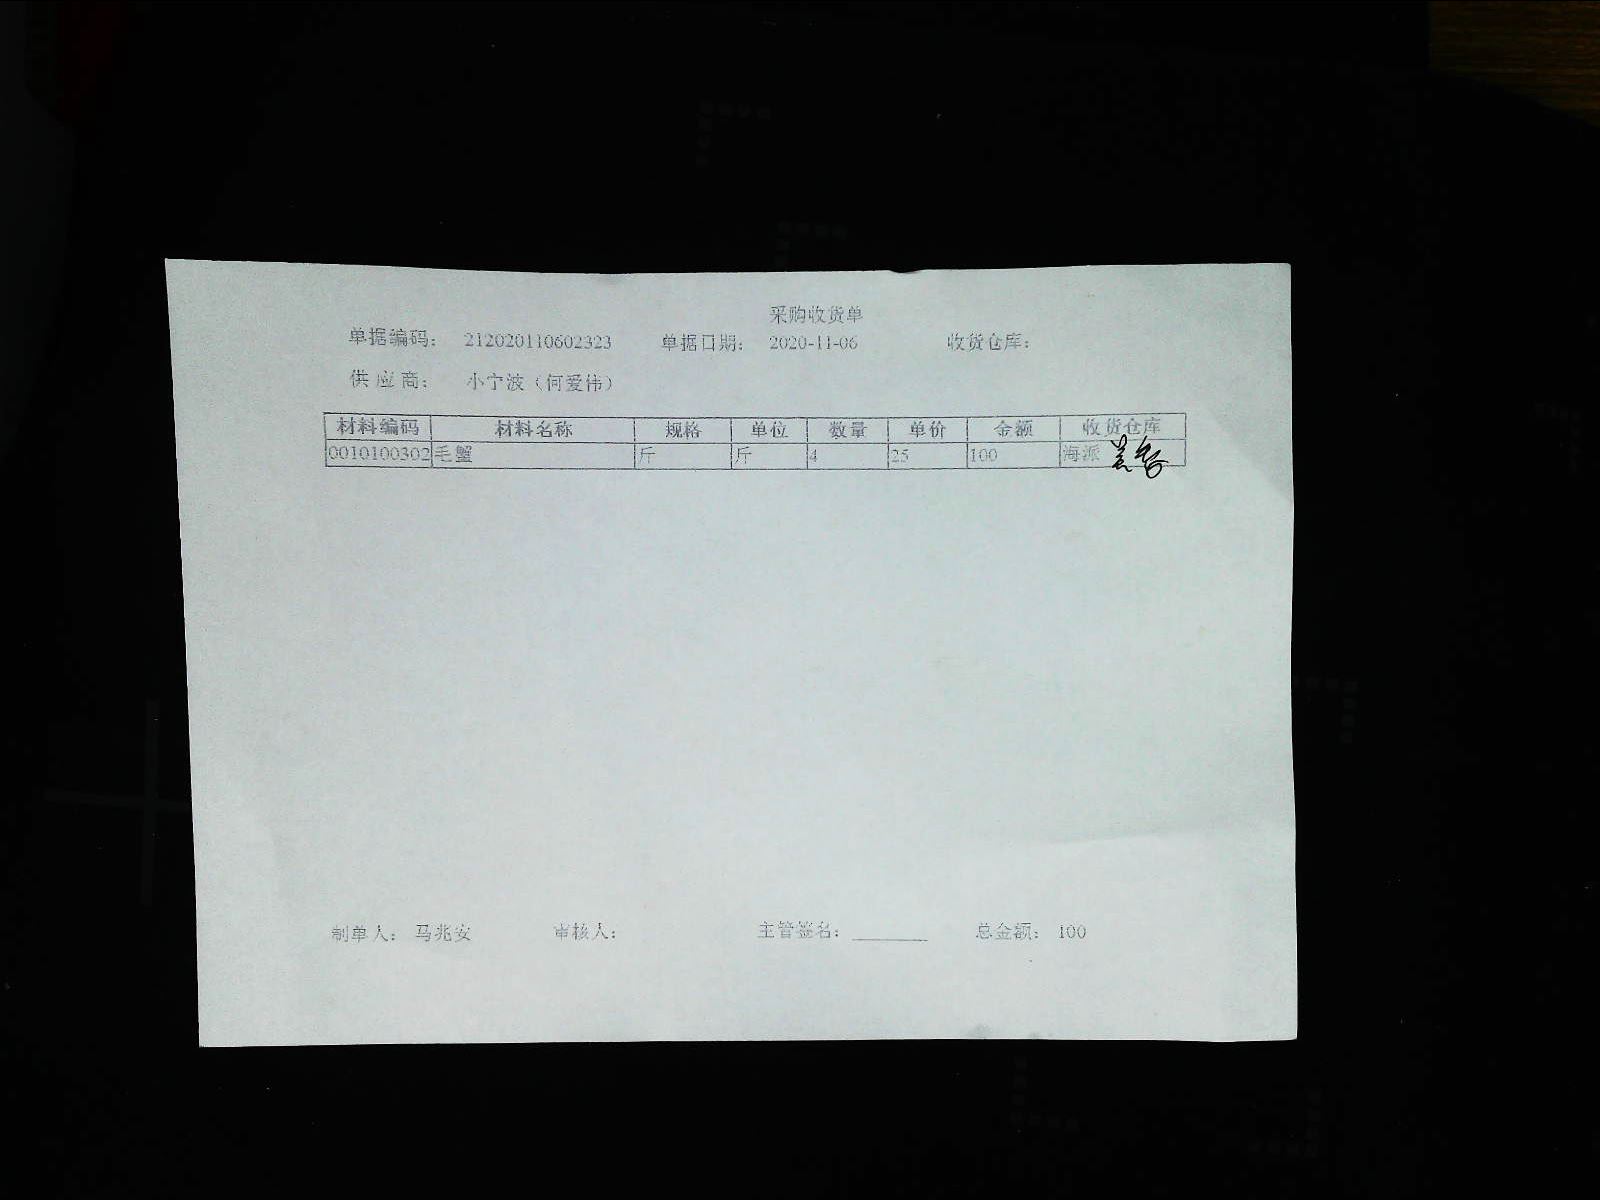 采购收货单
单据编码： 212020110602323 单据日期： 2020-11-06 收货仓库：
供 应 商： 小宁波（何爱伟）
材料编码 材料名称 规格 单位 数量 单价 金额 收货仓库
0010100302 毛蟹 斤 斤 4 25 100 海派
制单人： 马兆安 审核人： 主管签名： ________ 总金额： 100